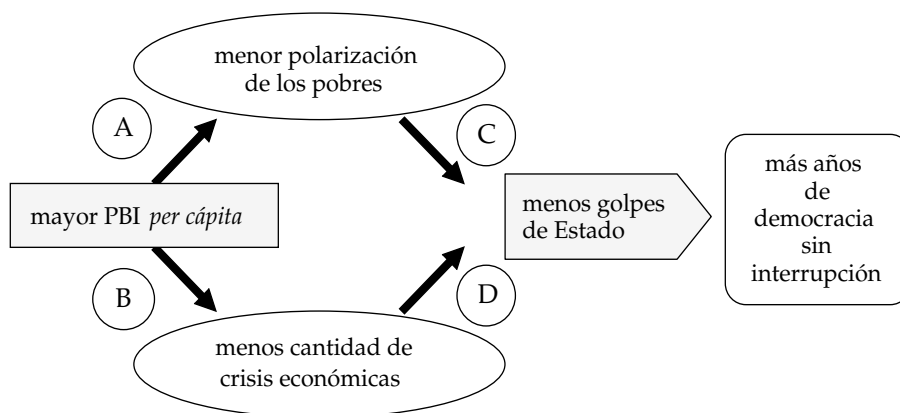 menor polarización
de los pobres
A
C
mayor PBI per cápita
menos golpes
de Estado
más años
de
democracia
sin
interrupción
B
D
menos cantidad de
crisis económicas